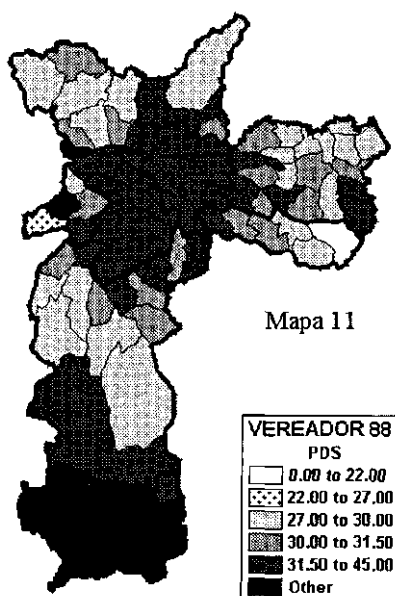 Mapa 11
VEREADOR 88
PDS
0.00 to 22.00
22.00 to 27.00
27.00 to 30.00
30.00 to 31.50
31.50 to 45.00
Other